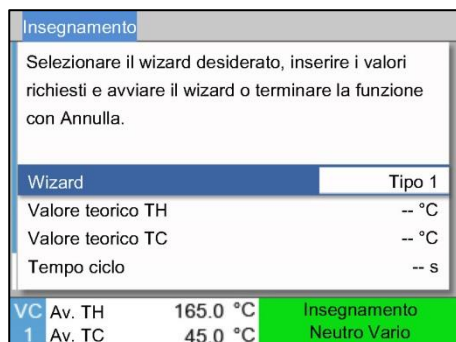 Insegnamento
Selezionare il wizard desiderato, inserire i valori
richiesti e avviare il wizard o terminare la funzione
con Annulla.
Wizard Tipo 1
Valore teorico TH -- °C
Valore teorico TC -- °C
Tempo ciclo -- s
VC Av. TH 165.0 °C Insegnamento
1 Av. TC 45.0 °C Neutro Vario